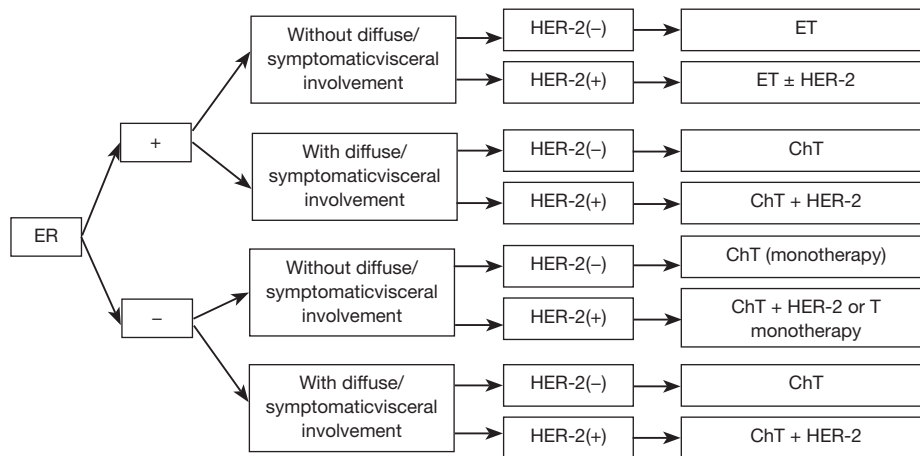 ER
+
Without diffuse/
symptomaticvisceral
involvement
HER-2(−)
ET
HER-2(+)
ET ± HER-2
With diffuse/
symptomaticvisceral
involvement
HER-2(−)
ChT
HER-2(+)
ChT + HER-2
−
Without diffuse/
symptomaticvisceral
involvement
HER-2(−)
ChT (monotherapy)
HER-2(+)
ChT + HER-2 or T
monotherapy
With diffuse/
symptomaticvisceral
involvement
HER-2(−)
ChT
HER-2(+)
ChT + HER-2